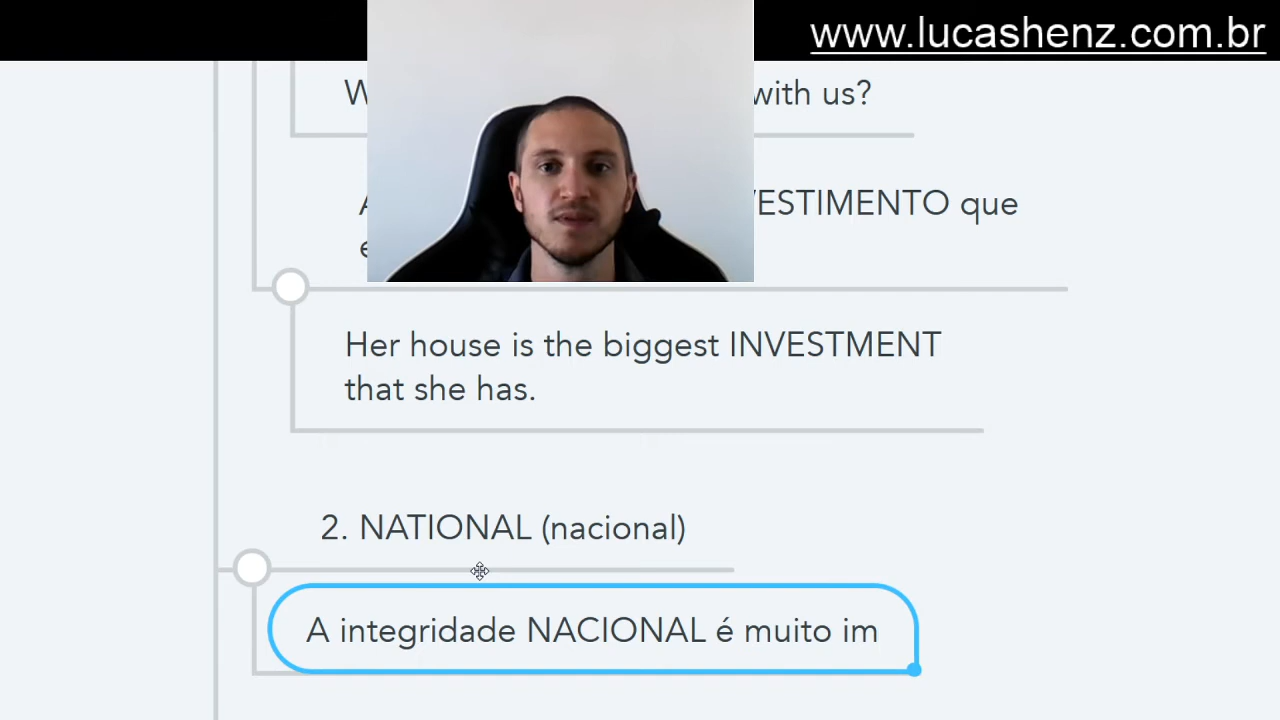 www.lucashenz.com.br
with us?
que
Her house is the biggest INVESTMENT
that she has.
2. NATIONAL (nacional)
A integridade NACIONAL é muito im